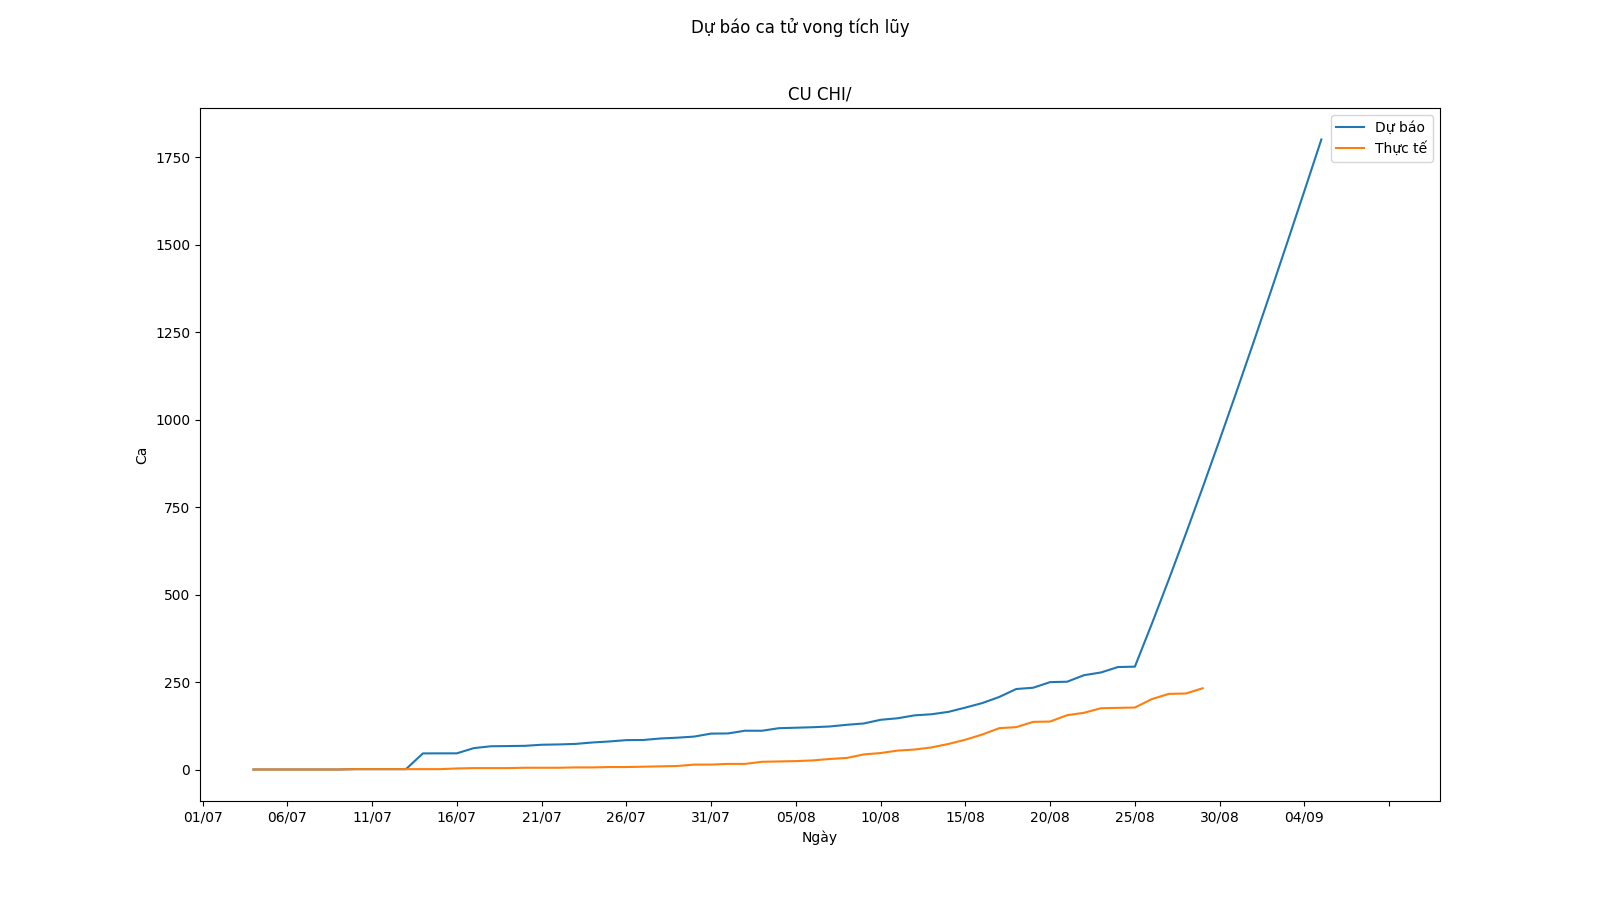 Dự báo ca tử vong tích lũy
CU CHI/
Dự báo
Thực tế
1750
1500
1250
1000
750
500
250
0
Ca
01/07 06/07 11/07 16/07 21/07 26/07 31/07 05/08 10/08 15/08 20/08 25/08 30/08 04/09
Ngày